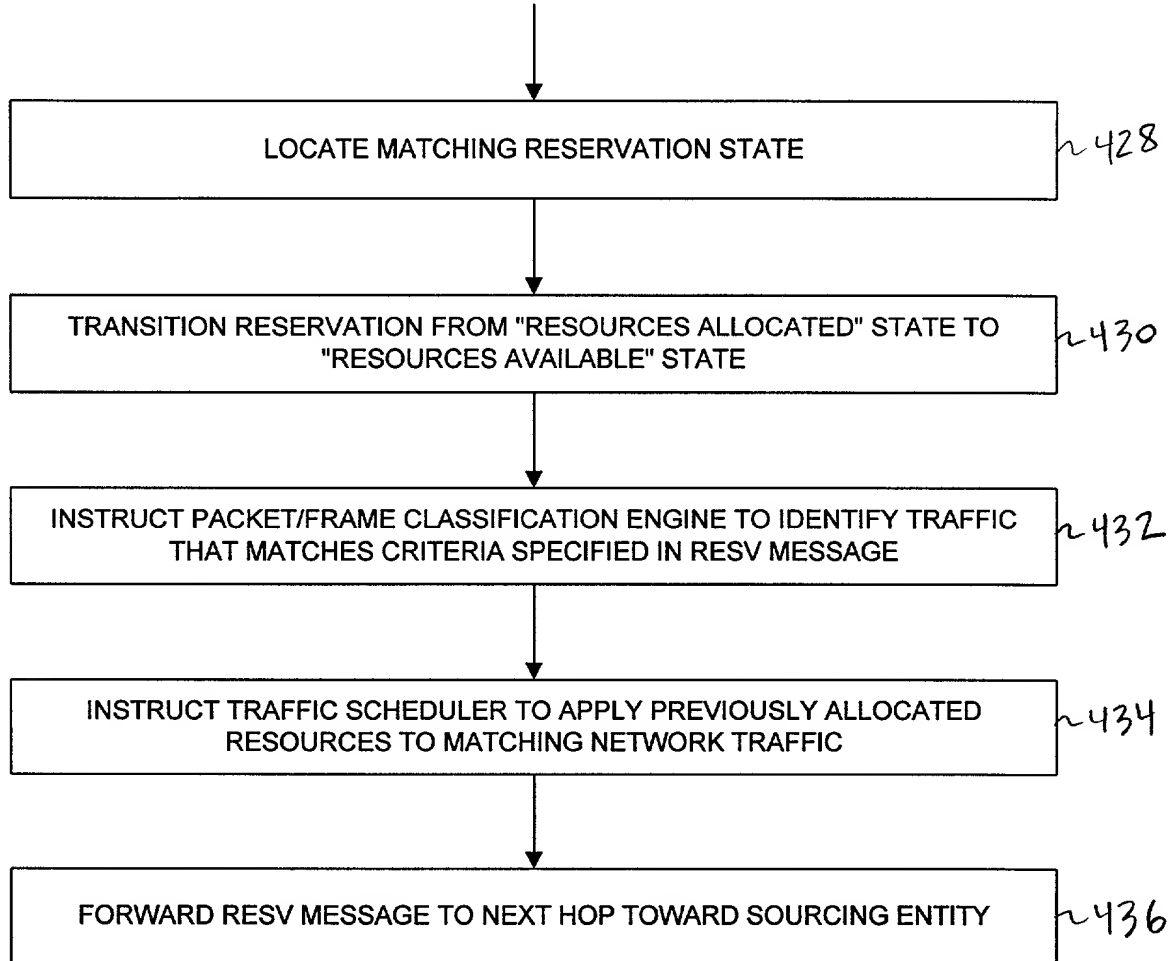 LOCATE MATCHING RESERVATION STATE
428
TRANSITION RESERVATION FROM "RESOURCES ALLOCATED" STATE TO
"RESOURCES AVAILABLE" STATE
430
INSTRUCT PACKET/FRAME CLASSIFICATION ENGINE TO IDENTIFY TRAFFIC
THAT MATCHES CRITERIA SPECIFIED IN RESV MESSAGE
432
INSTRUCT TRAFFIC SCHEDULER TO APPLY PREVIOUSLY ALLOCATED
RESOURCES TO MATCHING NETWORK TRAFFIC
434
FORWARD RESV MESSAGE TO NEXT HOP TOWARD SOURCING ENTITY
436